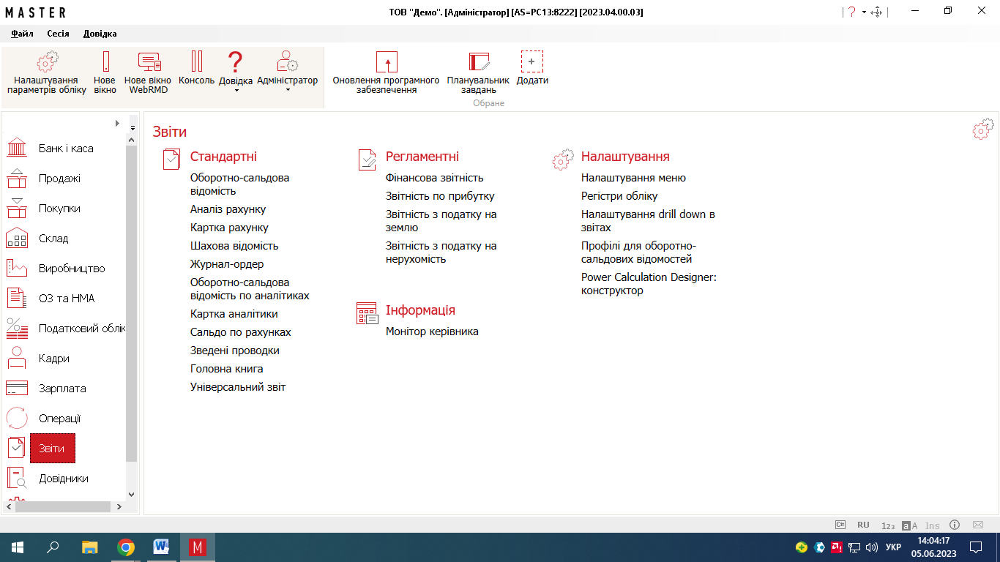 MASTER
ТОВ "Демо". [Адміністратор] [AS=PC13:8222] [2023.04.00.03]
Файл Сесія Довідка
Налаштування
параметрів обліку
Нове
вікно
Нове вікно
WebRMD
Консоль
Довідка
Адміністратор
Оновлення програмного
забезпечення
Планувальник
завдань
Додати
Обране
Банк і каса
Продажі
Покупки
Склад
Виробництво
ОЗ та НМА
Податковий облік
Кадри
Зарплата
Операції
Звіти
Довідники
Звіти
Стандартні
Оборотно-сальдова
відомість
Аналіз рахунку
Картка рахунку
Шахова відомість
Журнал-ордер
Оборотно-сальдова
відомість по аналітиках
Картка аналітики
Сальдо по рахунках
Зведені проводки
Головна книга
Універсальний звіт
Регламентні
Фінансова звітність
Звітність по прибутку
Звітність з податку на
землю
Звітність з податку на
нерухомість
Інформація
Монітор керівника
Налаштування
Налаштування меню
Регістри обліку
Налаштування drill down в
звітах
Профілі для оборотно-
сальдових відомостей
Power Calculation Designer:
конструктор
C# RU 123 aA Ins
УКР
14:04:17
05.06.2023